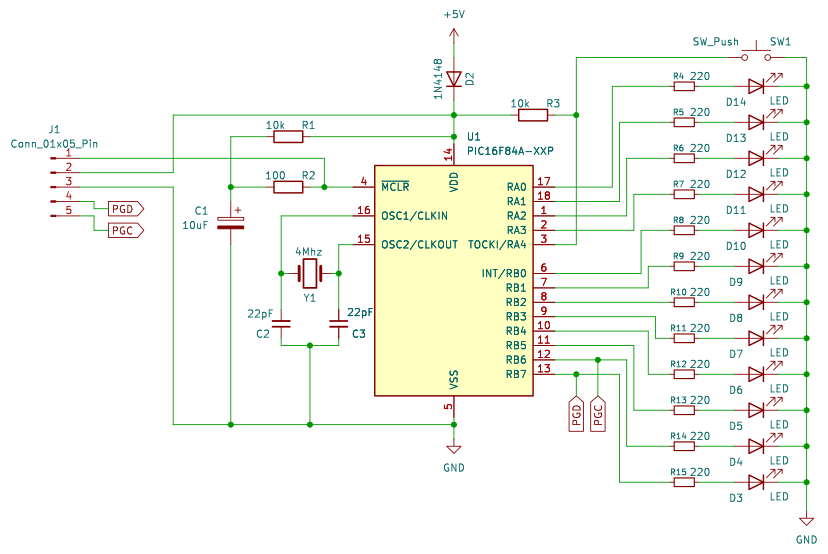 +5V
SW_Push SW1
1N4148
D2
R4 220
D14 LED
10k R3
J1
Conn_01x05_Pin
10k R1
U1
PIC16F84A-XXP
R5 220
D13 LED
1
2
3
4
5
PGD
PGC
14
VDD
100 R2
4 MCLR
RA0 17
RA1 18
RA2 1
RA3 2
TOCKI/RA4 3
R6 220
D12 LED
R7 220
D11 LED
C1
10uF
+
16 OSC1/CLKIN
15 OSC2/CLKOUT
R8 220
D10 LED
4Mhz
Y1
INT/RB0 6
RB1 7
RB2 8
RB3 9
RB4 10
RB5 11
RB6 12
RB7 13
R9 220
D9 LED
R10 220
D8 LED
22pF
C2
22pF
C3
R11 220
D7 LED
R12 220
D6 LED
VSS
5
PGD
PGC
R13 220
D5 LED
R14 220
D4 LED
GND
R15 220
D3 LED
GND